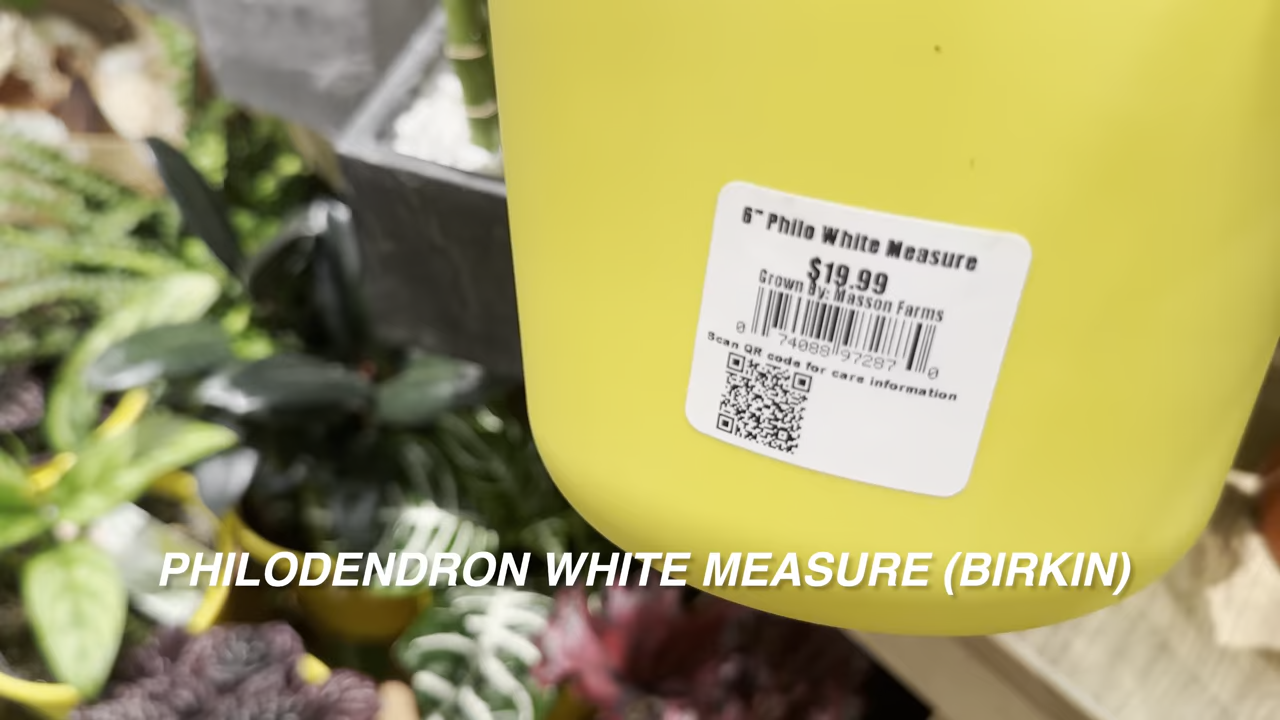 6" Philo White Measure
$19.99
Grown By: Masson Farms
0 74088 97287 0
Scan QR code for care information
PHILODENDRON WHITE MEASURE (BIRKIN)